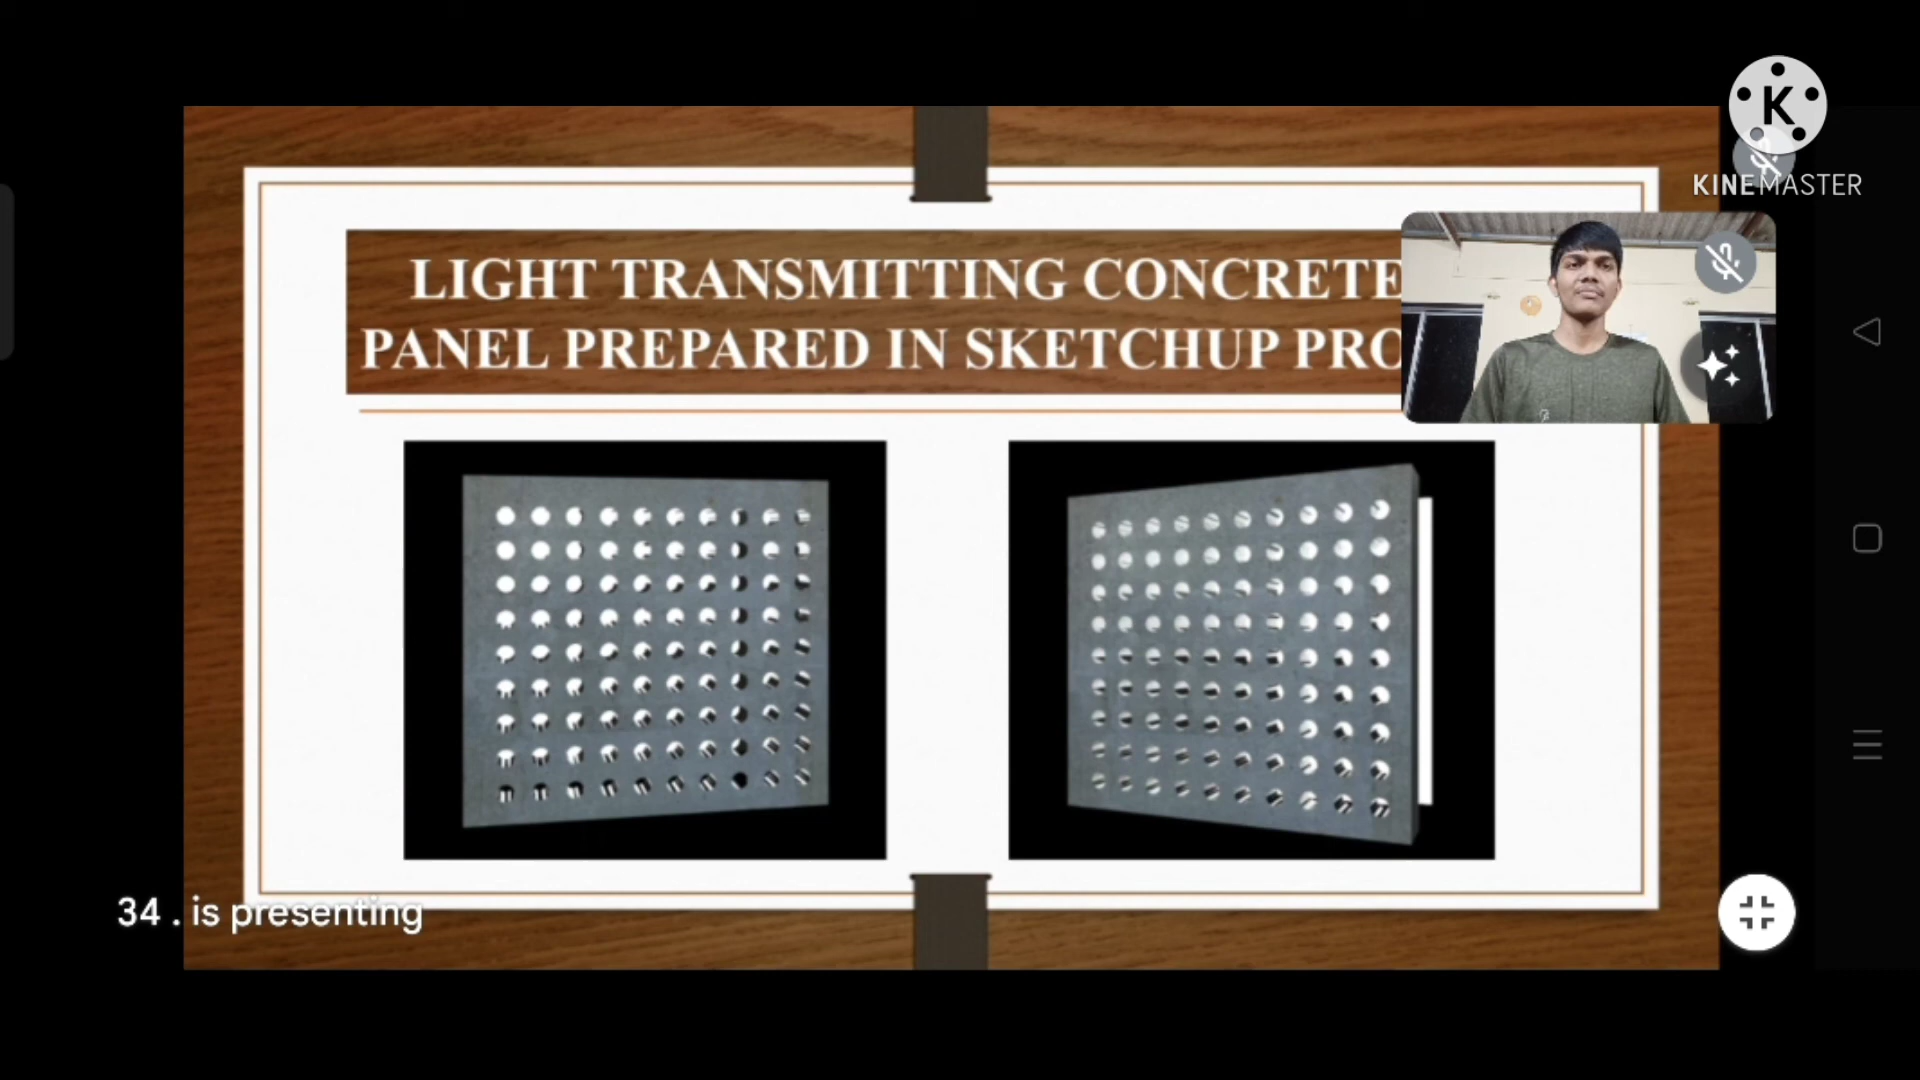 K
KINEMASTER
LIGHT TRANSMITTING CONCRETE
PANEL PREPARED IN SKETCHUP PRO
34 . is presenting